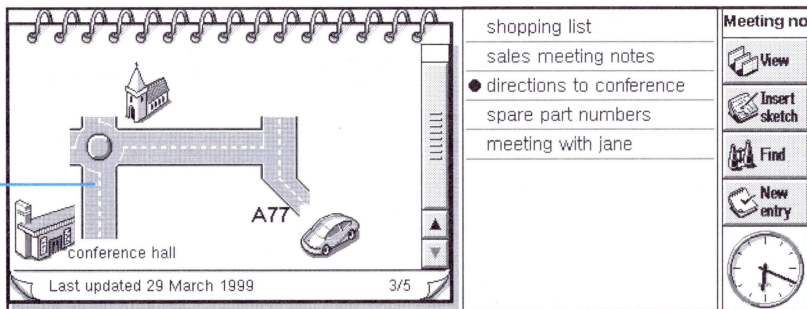 shopping list
sales meeting notes
directions to conference
spare part numbers
meeting with jane
A77
conference hall
Last updated 29 March 1999
3/5
Meeting no
View
Insert
sketch
Find
New
entry